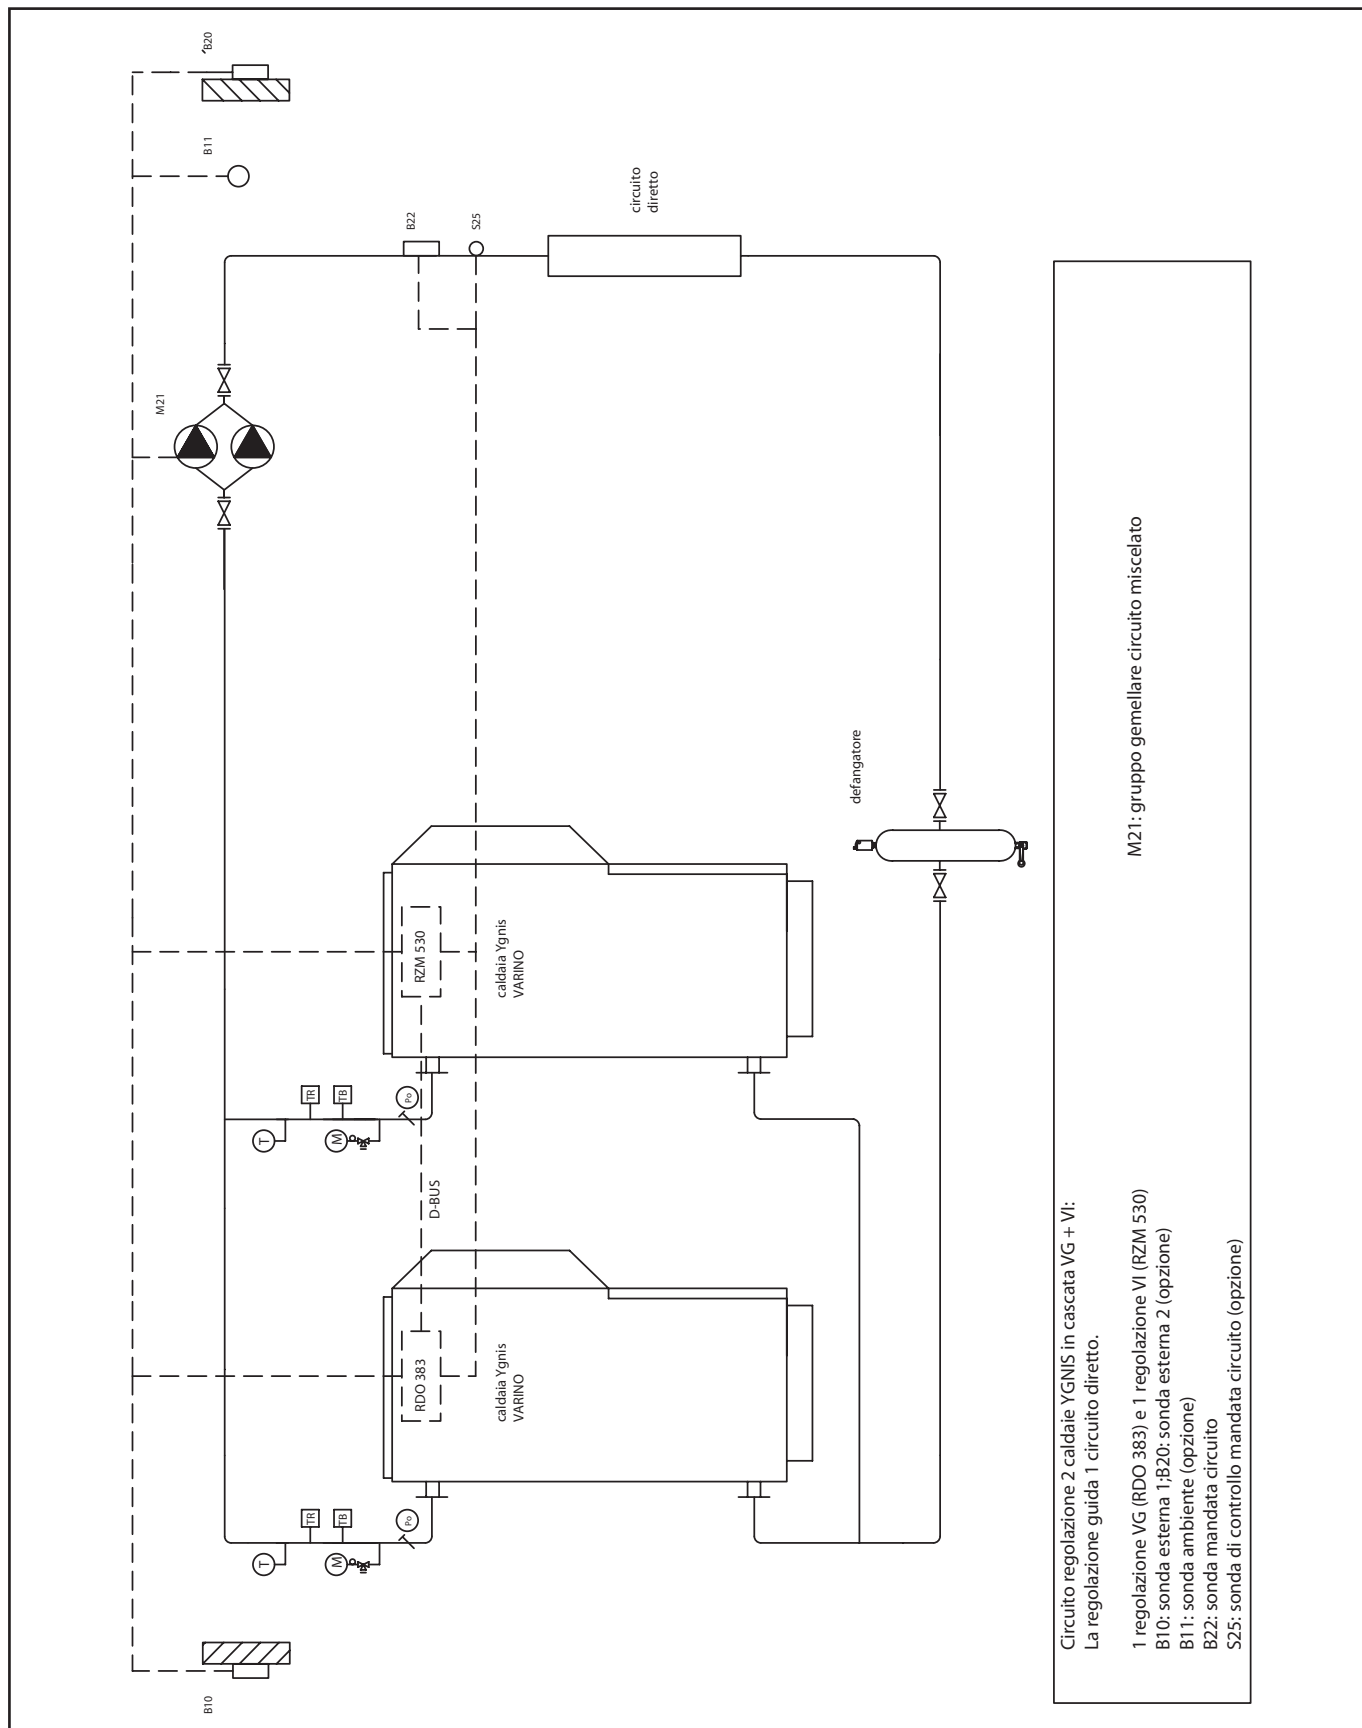 B10
B11
B20
M21
B22
S25
circuito
diretto
T
TR
TB
M
Po
T
TR
TB
M
Po
RDO 383
D-BUS
RZM 530
caldaia Ygnis
VARINO
caldaia Ygnis
VARINO
defangatore
Circuito regolazione 2 caldaie YGNIS in cascata VG + VI:
La regolazione guida 1 circuito diretto.
1 regolazione VG (RDO 383) e 1 regolazione VI (RZM 530)
B10: sonda esterna 1;B20: sonda esterna 2 (opzione)
B11: sonda ambiente (opzione)
B22: sonda mandata circuito
S25: sonda di controllo mandata circuito (opzione)
M21: gruppo gemellare circuito miscelato